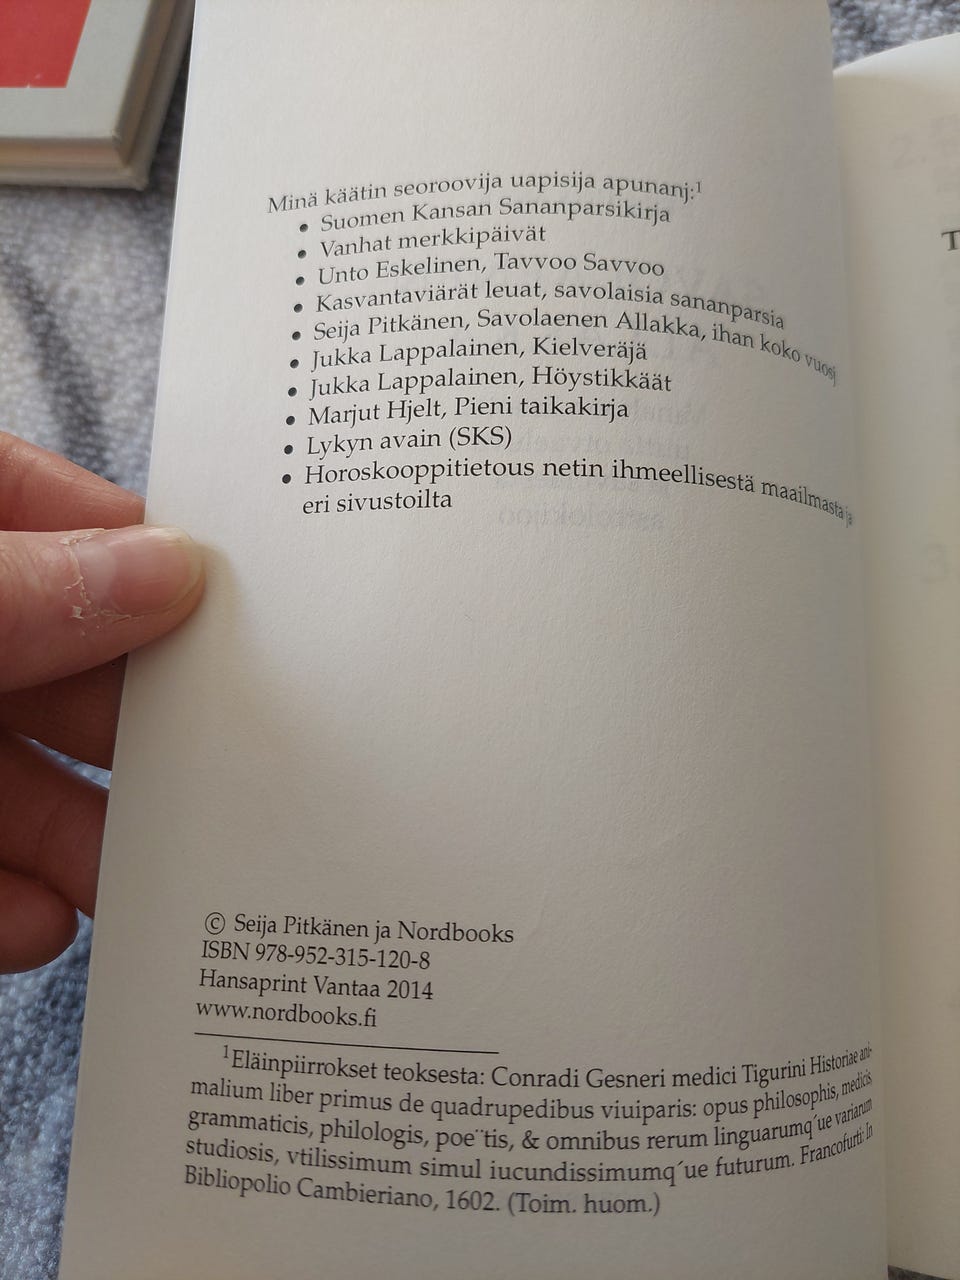 Minä käätin seoroovija uapisija apunanj:¹
• Suomen Kansan Sananparsikirja
• Vanhat merkkipäivät
• Unto Eskelinen, Tavvoo Savvoo
• Kasvantaviärät leuat, savolaisia sananparsia
• Seija Pitkänen, Savolaenen Allakka, ihan koko vuosj
• Jukka Lappalainen, Kielveräjä
• Jukka Lappalainen, Höystikkäät
• Marjut Hjelt, Pieni taikakirja
• Lykyn avain (SKS)
• Horoskooppitietous netin ihmeellisestä maailmasta ja
eri sivustoilta
© Seija Pitkänen ja Nordbooks
ISBN 978-952-315-120-8
Hansaprint Vantaa 2014
www.nordbooks.fi
¹Eläinpiirrokset teoksesta: Conradi Gesneri medici Tigurini Historiae ani-
malium liber primus de quadrupedibus viuiparis: opus philosophis, medicis,
grammaticis, philologis, poe¨tis, & omnibus rerum linguarumq´ue variarum
studiosis, vtilissimum simul iucundissimumq´ue futurum. Francofurti: In
Bibliopolio Cambieriano, 1602. (Toim. huom.)
T